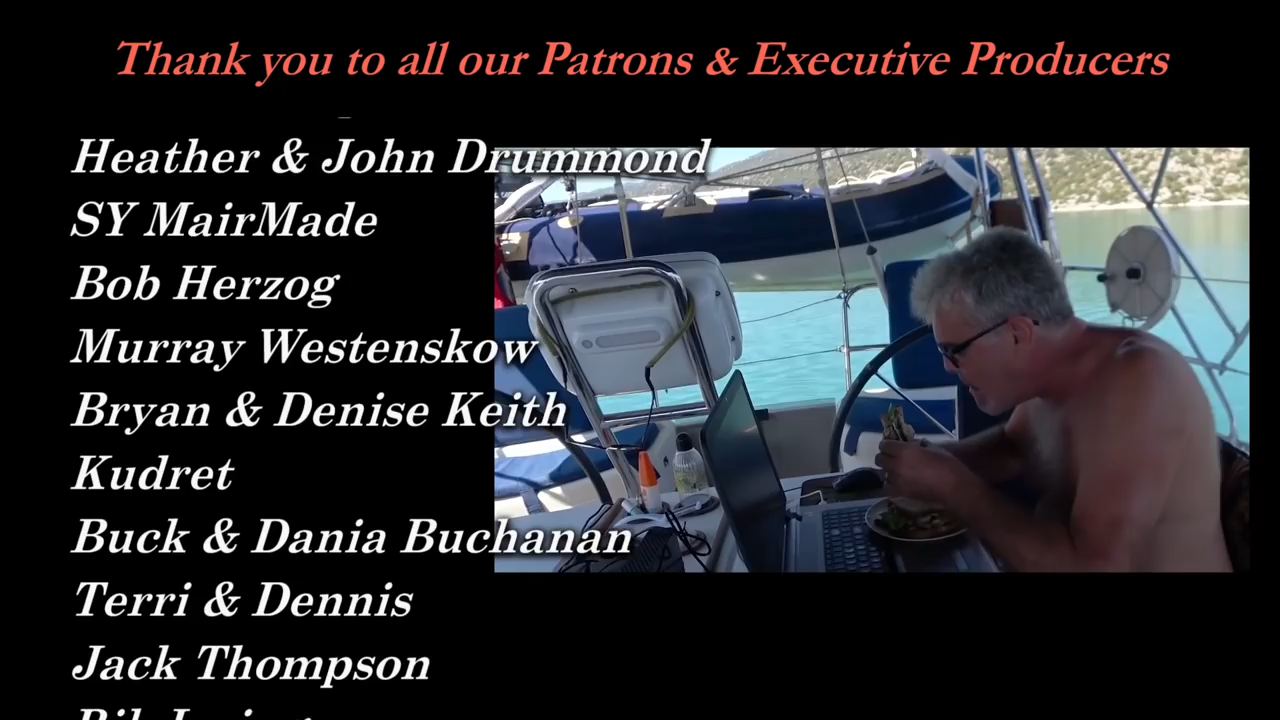 Thank you to all our Patrons & Executive Producers
Heather & John Drummond
SY MairMade
Bob Herzog
Murray Westenskow
Bryan & Denise Keith
Kudret
Buck & Dania Buchanan
Terri & Dennis
Jack Thompson